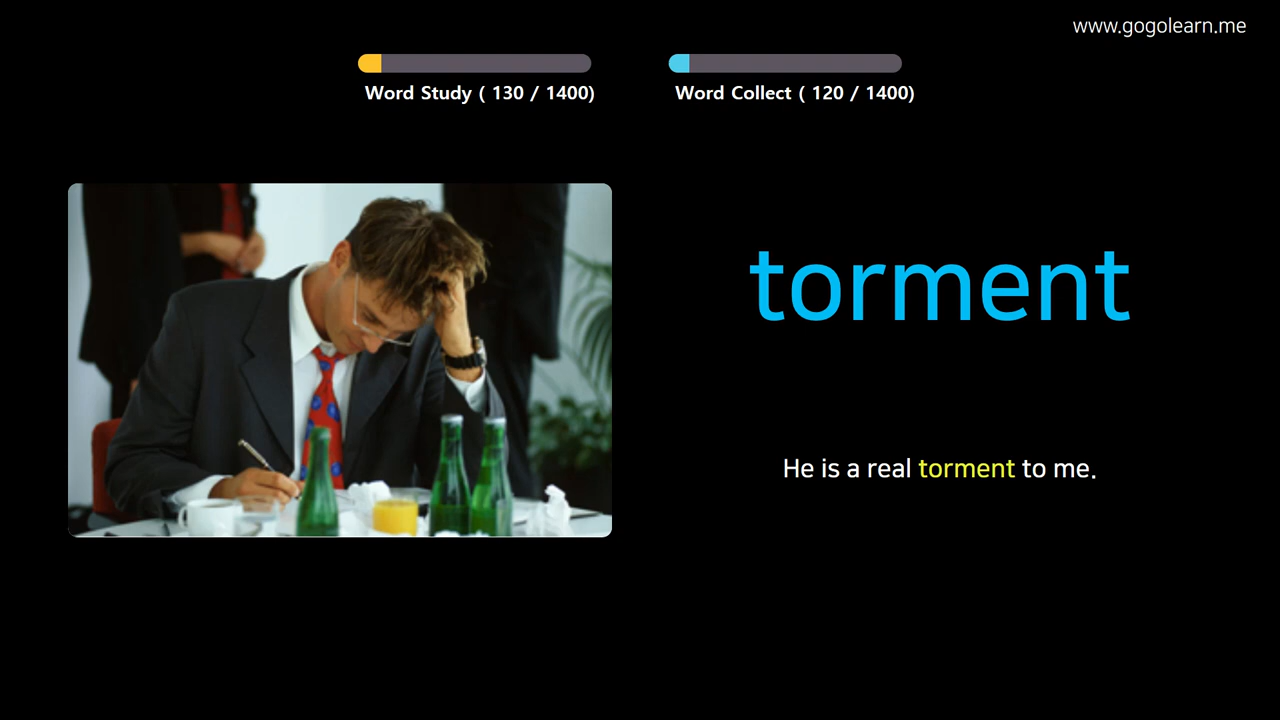 www.gogolearn.me
Word Study ( 130 / 1400)
Word Collect ( 120 / 1400)
torment
He is a real torment to me.